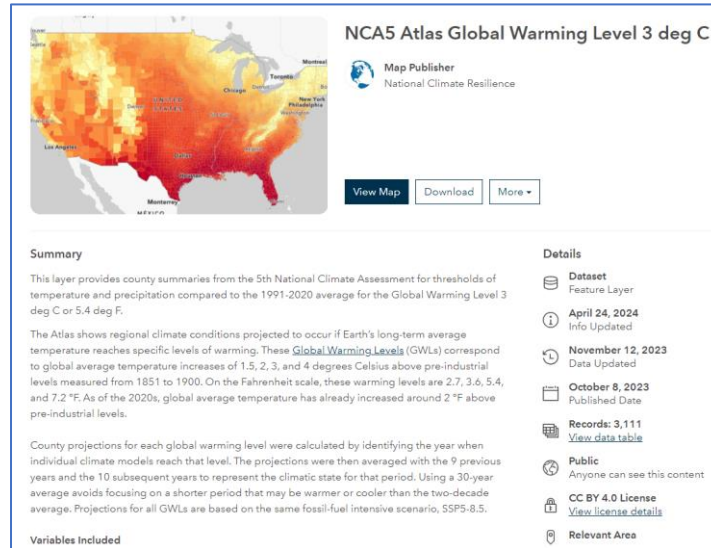 NCA5 Atlas Global Warming Level 3 deg C
Map Publisher
National Climate Resilience
View Map
Download
More
Montreal
Toronto
Chicago
New York
Philadelphia
Washington
Los Angeles
Dallas
Houston
Monterrey
MÉXICO
Summary
This layer provides county summaries from the 5th National Climate Assessment for thresholds of
temperature and precipitation compared to the 1991-2020 average for the Global Warming Level 3
deg C or 5.4 deg F.
The Atlas shows regional climate conditions projected to occur if Earth's long-term average
temperature reaches specific levels of warming. These Global Warming Levels (GWLs) correspond
to global average temperature increases of 1.5, 2, 3, and 4 degrees Celsius above pre-industrial
levels measured from 1851 to 1900. On the Fahrenheit scale, these warming levels are 2.7, 3.6, 5.4,
and 7.2 °F. As of the 2020s, global average temperature has already increased around 2 °F above
pre-industrial levels.
County projections for each global warming level were calculated by identifying the year when
individual climate models reach that level. The projections were then averaged with the 9 previous
years and the 10 subsequent years to represent the climatic state for that period. Using a 30-year
average avoids focusing on a shorter period that may be warmer or cooler than the two-decade
average. Projections for all GWLs are based on the same fossil-fuel intensive scenario, SSP5-8.5.
Variables Included
Details
Dataset
Feature Layer
April 24, 2024
Info Updated
November 12, 2023
Data Updated
October 8, 2023
Published Date
Records: 3,111
View data table
Public
Anyone can see this content
CC BY 4.0 License
View license details
Relevant Area